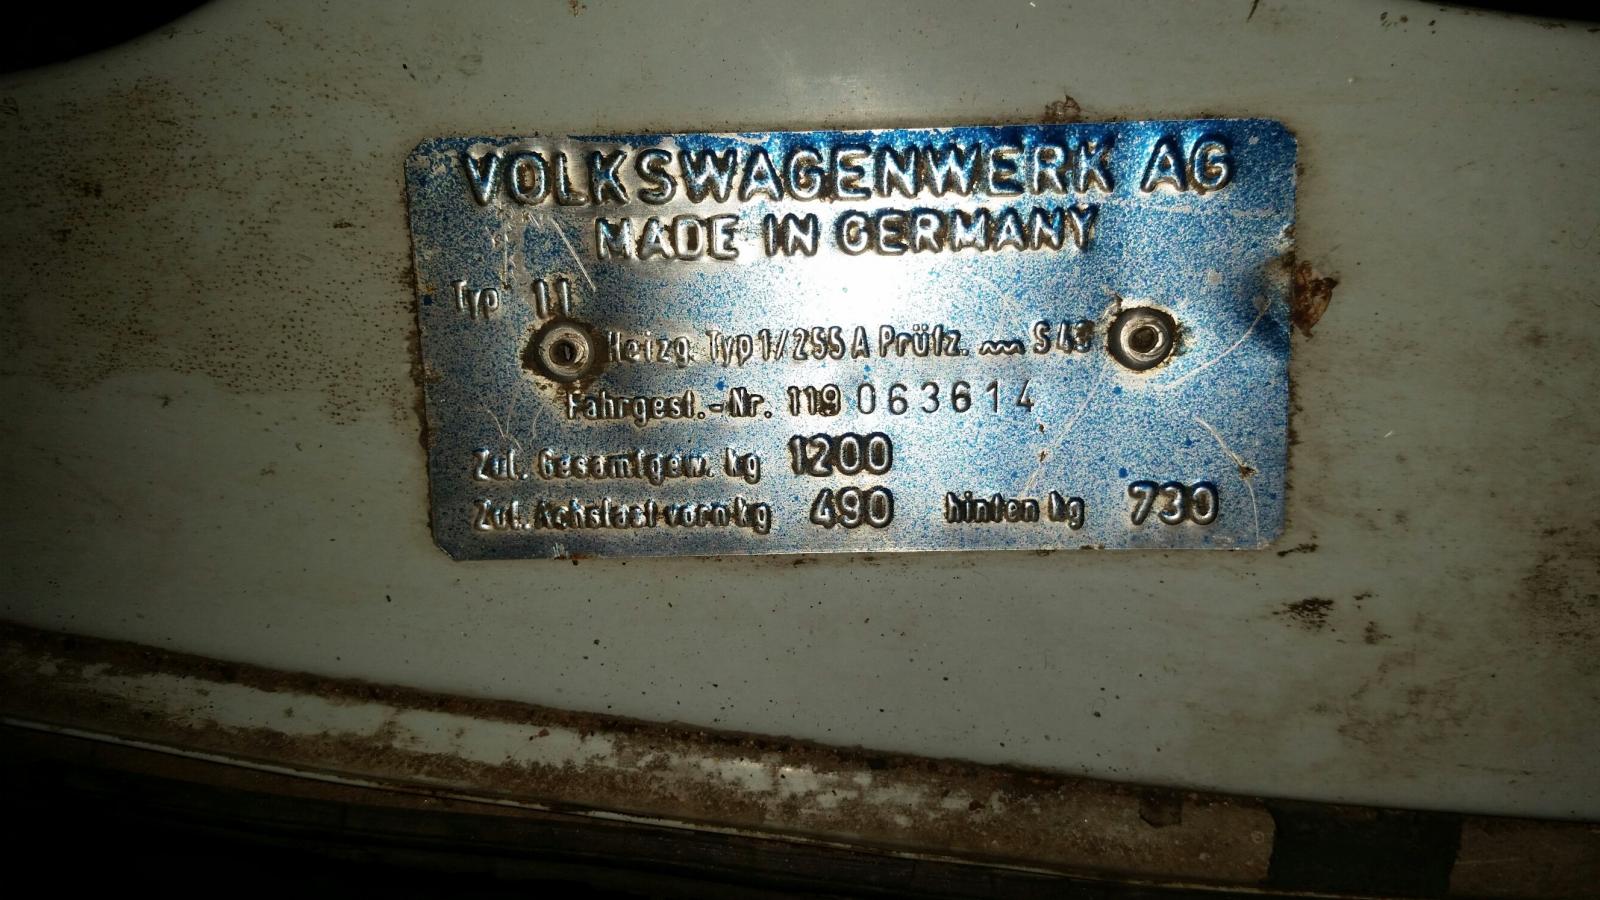 VOLKSWAGENWERK AG
MADE IN GERMANY
Typ 11
Heizg. Typ 1/255 A Prüfz. ~~~ S 43
Fahrgest.-Nr. 119 063614
Zul. Gesamtgew. kg 1200
Zul. Achslast vorn kg 490 hinten kg 730